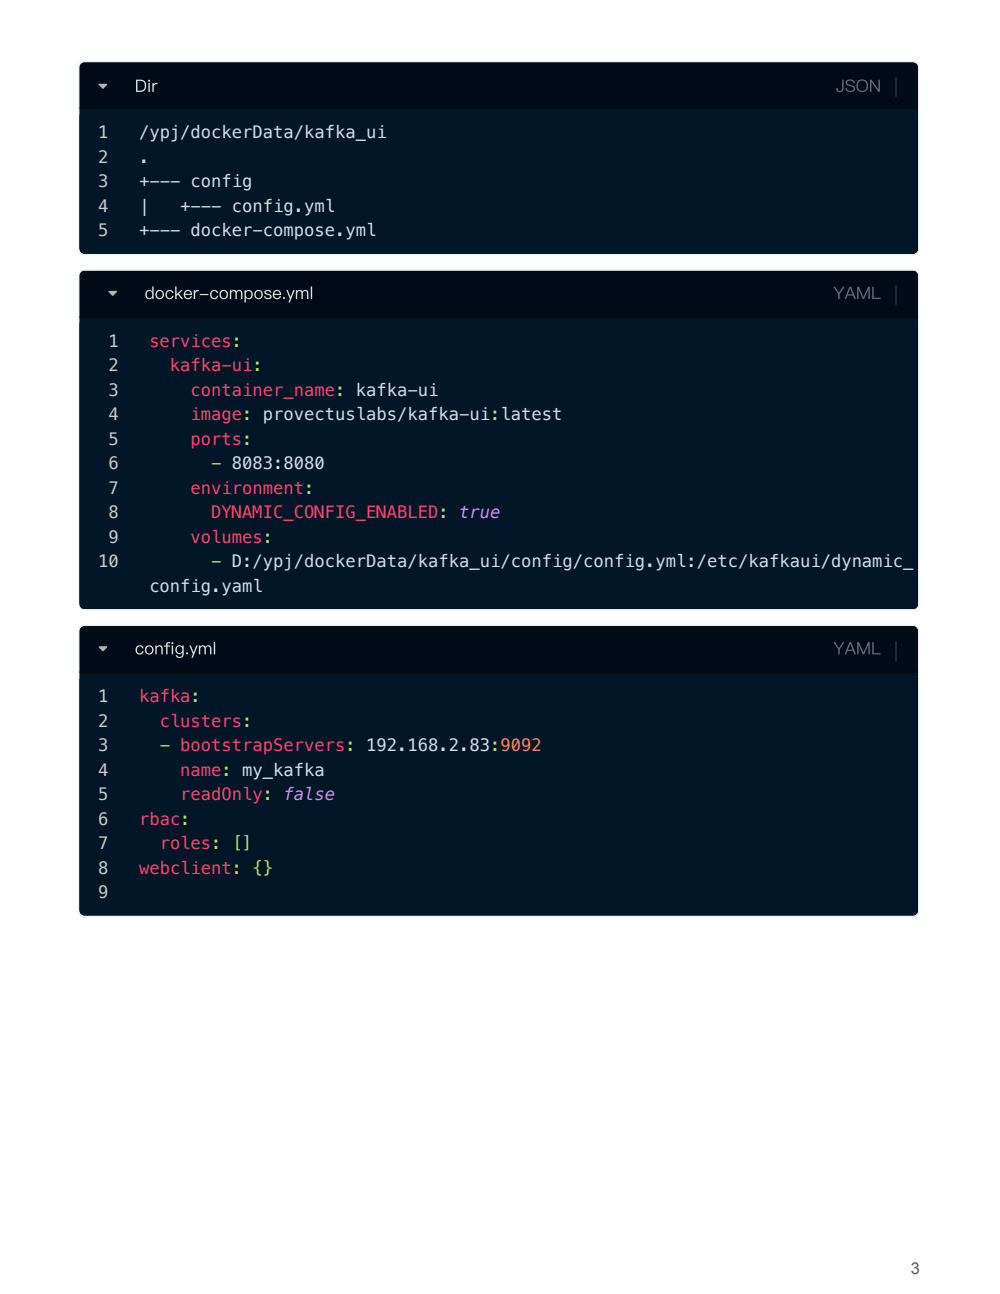 Dir
JSON
1 /ypj/dockerData/kafka_ui
2 .
3 +--- config
4 |   +--- config.yml
5 +--- docker-compose.yml
docker-compose.yml
YAML
1 services:
2   kafka-ui:
3     container_name: kafka-ui
4     image: provectuslabs/kafka-ui:latest
5     ports:
6       - 8083:8080
7     environment:
8       DYNAMIC_CONFIG_ENABLED: true
9     volumes:
10       - D:/ypj/dockerData/kafka_ui/config/config.yml:/etc/kafkaui/dynamic_
config.yaml
config.yml
YAML
1 kafka:
2   clusters:
3   - bootstrapServers: 192.168.2.83:9092
4     name: my_kafka
5     readOnly: false
6 rbac:
7   roles: []
8 webclient: {}
9
3